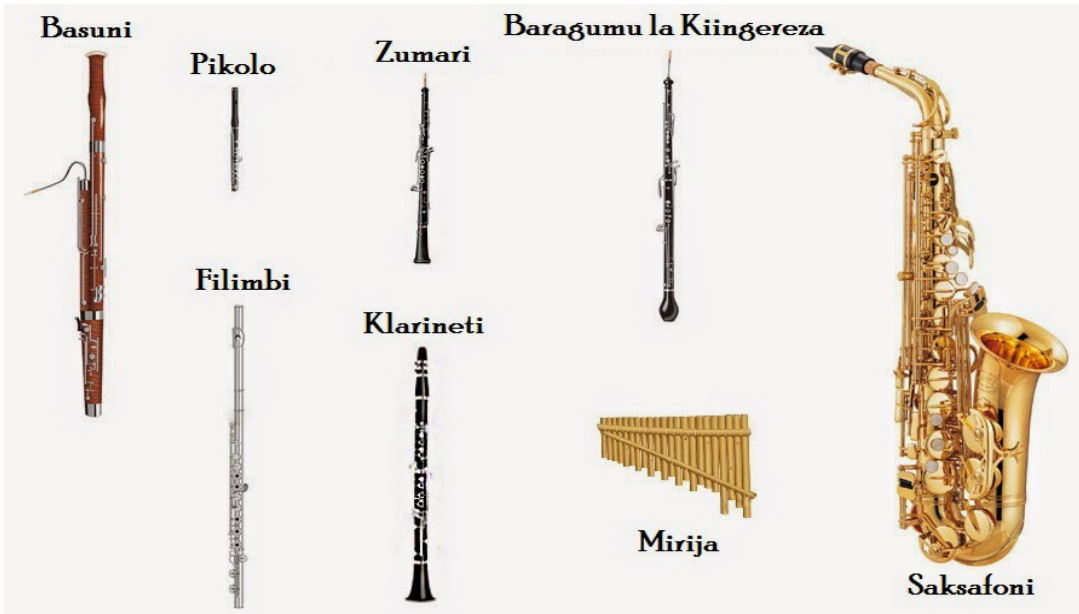 Basuni
Pikolo
Zumari
Baragumu la Kiingereza
Filimbi
Klarineti
Mirija
Saksafoni